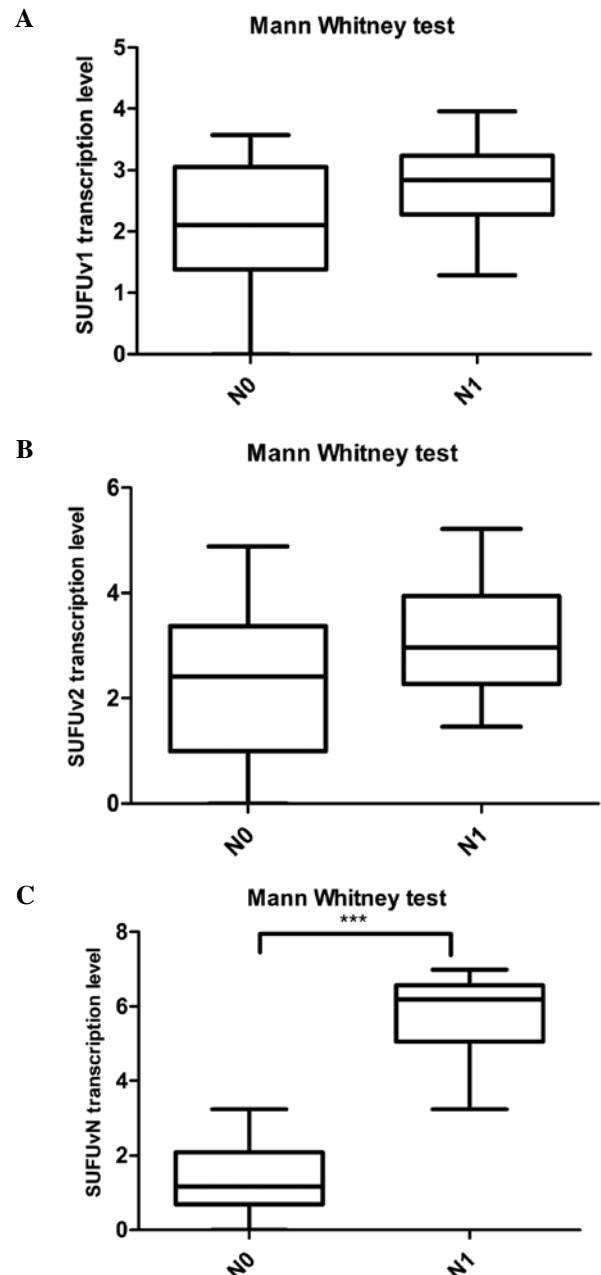 A
Mann Whitney test
SUFUv1 transcription level
5
4
3
2
1
0
N0
N1
B
Mann Whitney test
SUFUv2 transcription level
6
4
2
0
N0
N1
C
Mann Whitney test
***
SUFUvN transcription level
8
6
4
2
0
N0
N1